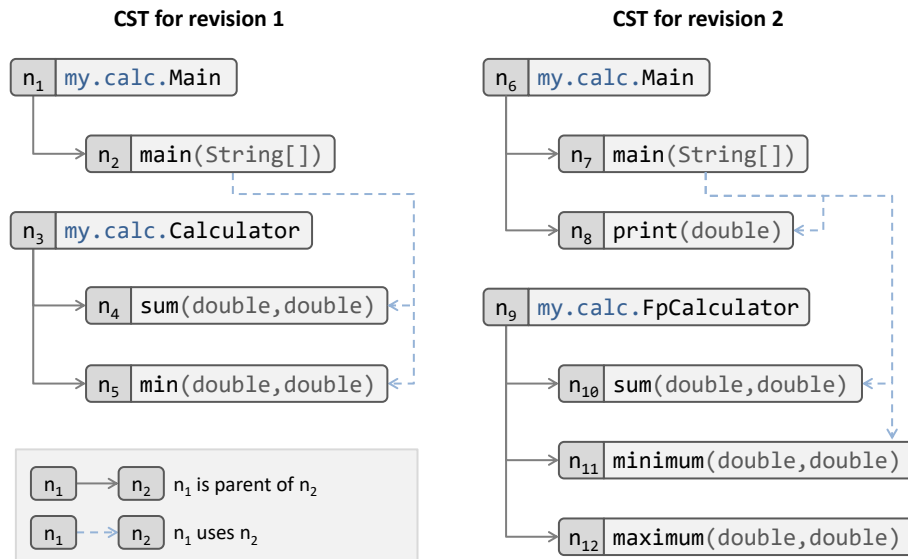 CST for revision 1
n1 my.calc.Main
n2 main(String[])
n3 my.calc.Calculator
n4 sum(double,double)
n5 min(double,double)
n1 n2 n1 is parent of n2
n1 n2 n1 uses n2
CST for revision 2
n6 my.calc.Main
n7 main(String[])
n8 print(double)
n9 my.calc.FpCalculator
n10 sum(double,double)
n11 minimum(double,double)
n12 maximum(double,double)